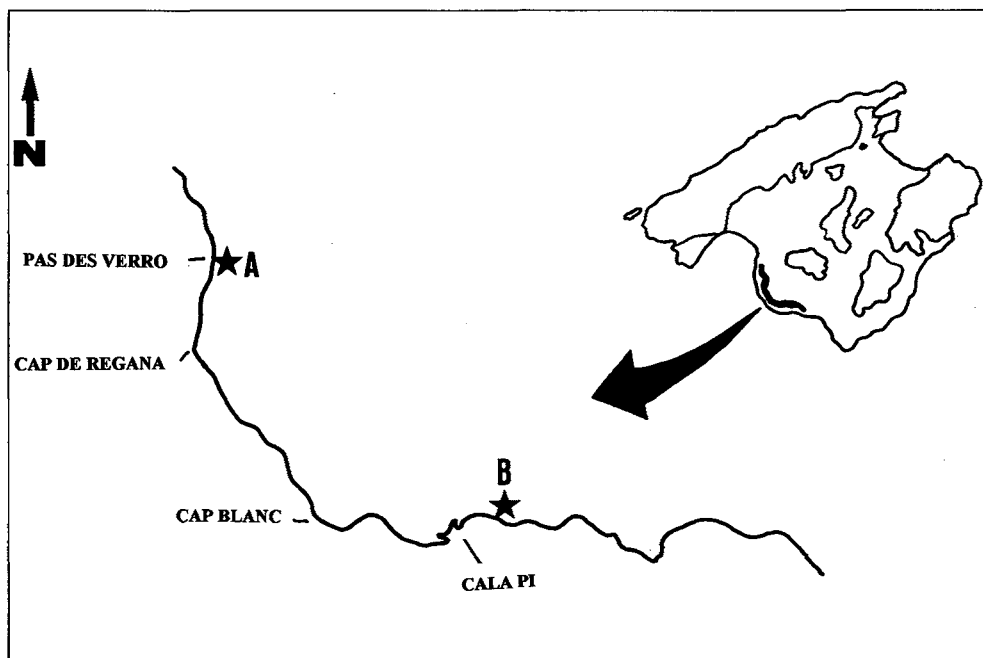 N
PAS DES VERRO
A
CAP DE REGANA
B
CAP BLANC
CALA PI